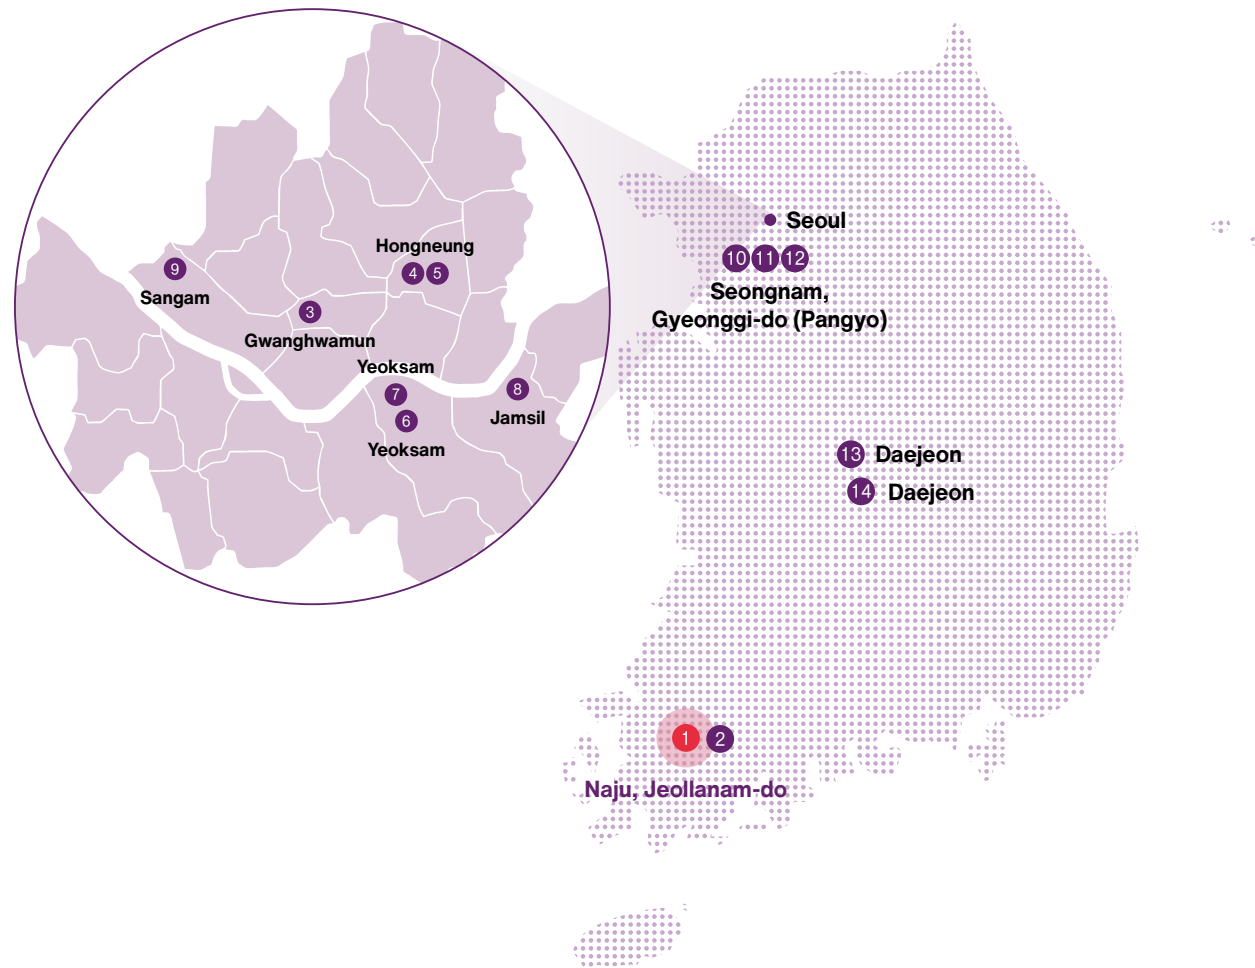 Hongneung
4 5
9
Sangam
3
Gwanghwamun
Yeoksam
7
6
Yeoksam
8
Jamsil
Seoul
10 11 12
Seongnam,
Gyeonggi-do (Pangyo)
13 Daejeon
14 Daejeon
1 2
Naju, Jeollanam-do